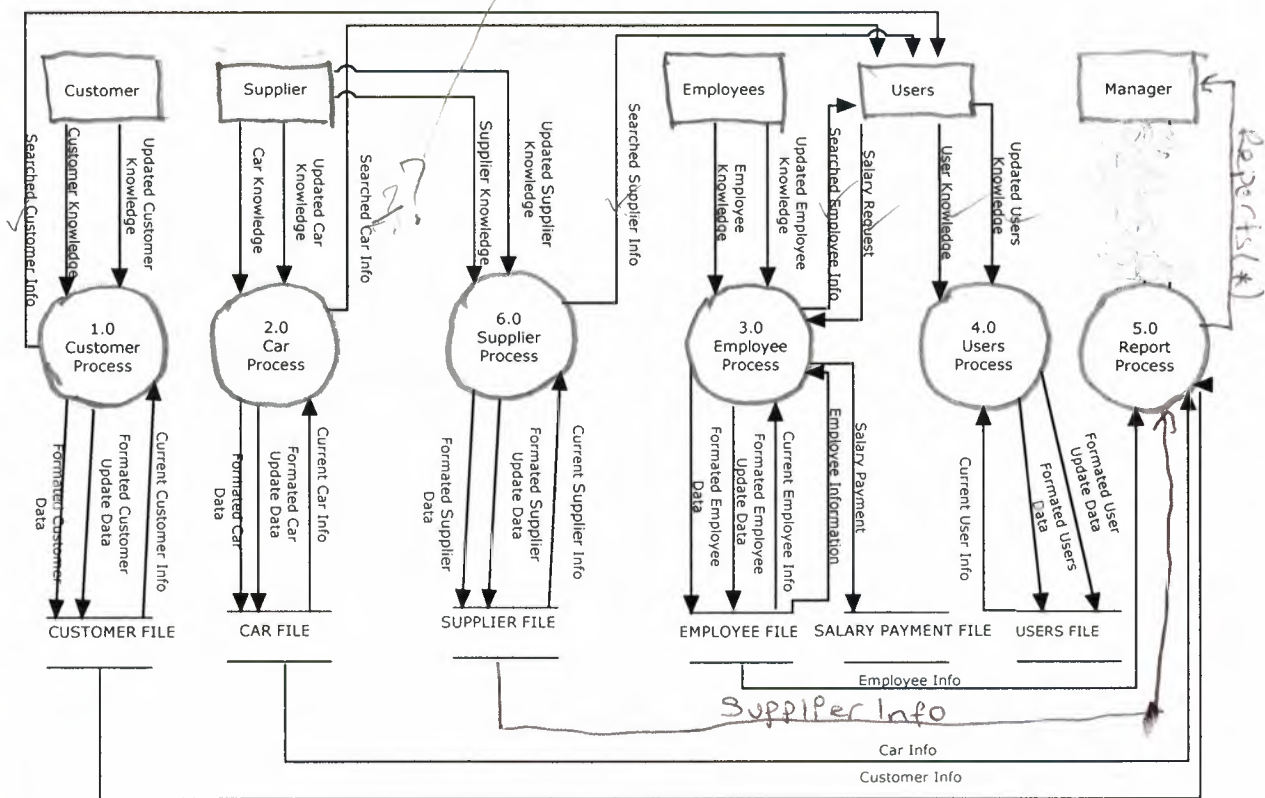 Customer
Supplier
Employees
Users
Manager
Searched Customer Info
Customer Knowledge
Updated Customer
Knowledge
Car Knowledge
Updated Car
Knowledge
Searched Car Info
Supplier Knowledge
Updated Supplier
Knowledge
Searched Supplier Info
Employee
Knowledge
Updated Employee
Knowledge
Searched Employee Info
Salary Request
User Knowledge
Updated Users
Knowledge
Reports(*)
1.0
Customer
Process
2.0
Car
Process
6.0
Supplier
Process
3.0
Employee
Process
4.0
Users
Process
5.0
Report
Process
Formated Customer
Data
Formated Customer
Update Data
Current Customer Info
Formated Car
Data
Formated Car
Update Data
Current Car Info
Formated Supplier
Data
Formated Supplier
Update Data
Current Supplier Info
Formated Employee
Data
Formated Employee
Update Data
Current Employee Info
Employee Information
Salary Payment
Current User Info
Formated Users
Data
Formated User
Update Data
CUSTOMER FILE
CAR FILE
SUPPLIER FILE
EMPLOYEE FILE
SALARY PAYMENT FILE
USERS FILE
Employee Info
Supplier Info
Car Info
Customer Info